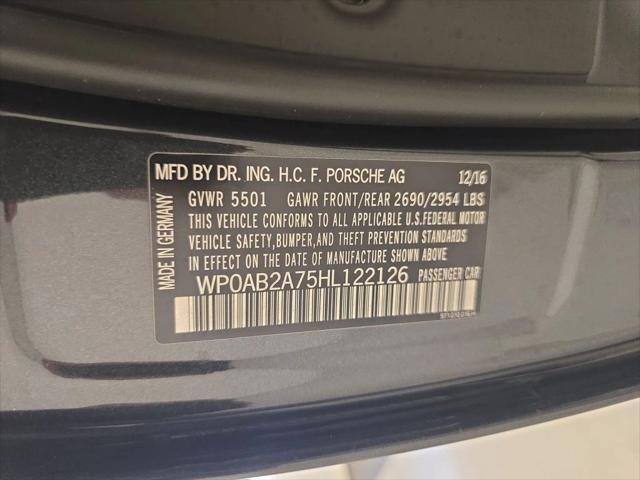 MFD BY DR. ING. H.C. F. PORSCHE AG 12/16
GVWR 5501 GAWR FRONT/REAR 2690/2954 LBS
THIS VEHICLE CONFORMS TO ALL APPLICABLE U.S.FEDERAL MOTOR
VEHICLE SAFETY,BUMPER,AND THEFT PREVENTION STANDARDS
IN EFFECT ON THE DATE OF MANUFACTURE SHOWN ABOVE
WP0AB2A75HL122126 PASSENGER CAR
MADE IN GERMANY